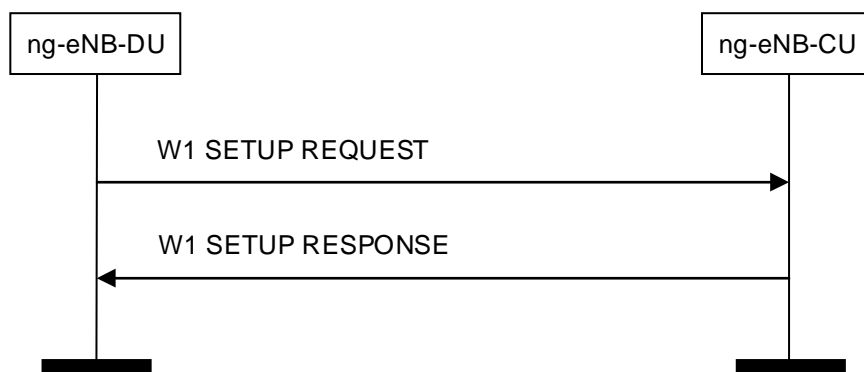 ng-eNB-DU
ng-eNB-CU
W1 SETUP REQUEST
W1 SETUP RESPONSE